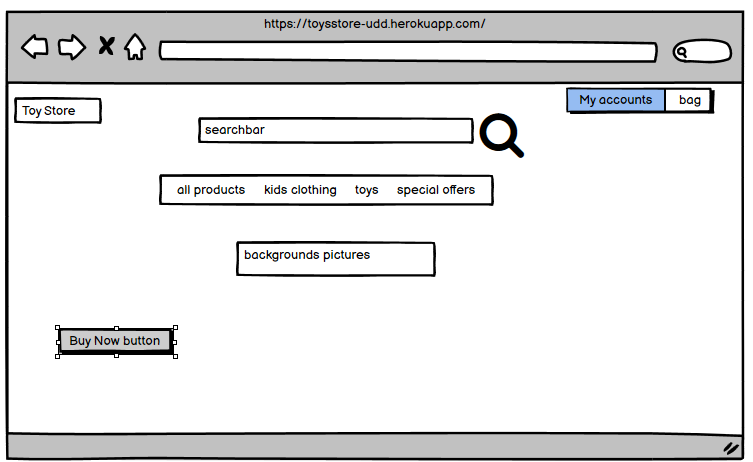 https://toysstore-udd.herokuapp.com/
My accounts bag
Toy Store
searchbar
all products kids clothing toys special offers
backgrounds pictures
Buy Now button